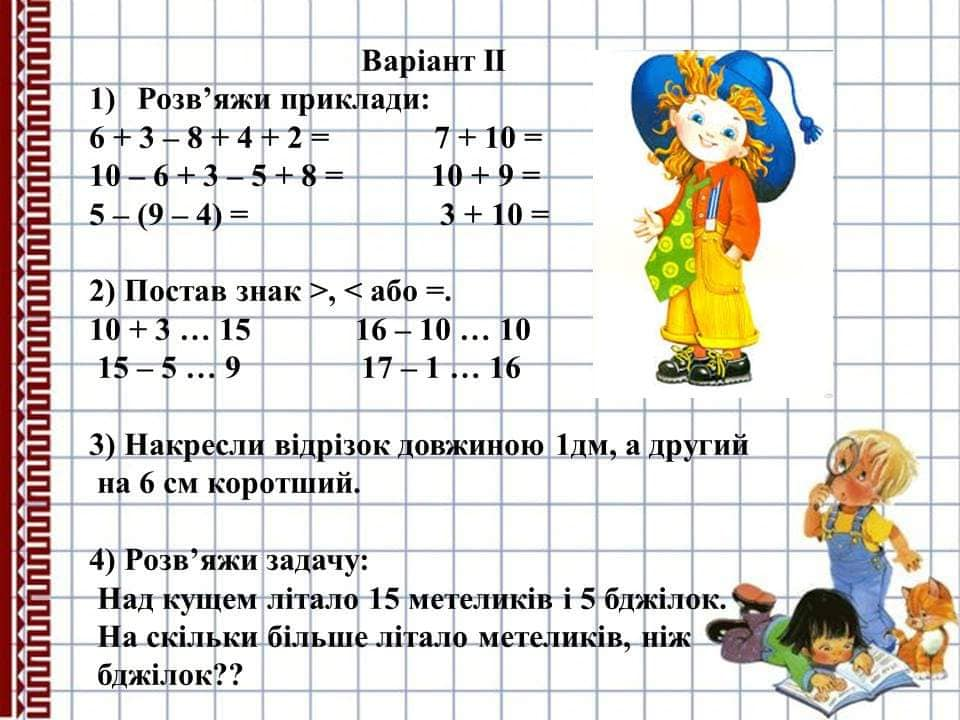 Варіант ІІ
1) Розв’яжи приклади:
6 + 3 – 8 + 4 + 2 = 7 + 10 =
10 – 6 + 3 – 5 + 8 = 10 + 9 =
5 – (9 – 4) = 3 + 10 =
2) Постав знак >, < або =.
10 + 3 … 15 16 – 10 … 10
15 – 5 … 9 17 – 1 … 16
3) Накресли відрізок довжиною 1дм, а другий
на 6 см коротший.
4) Розв’яжи задачу:
Над кущем літало 15 метеликів і 5 бджілок.
На скільки більше літало метеликів, ніж
бджілок??